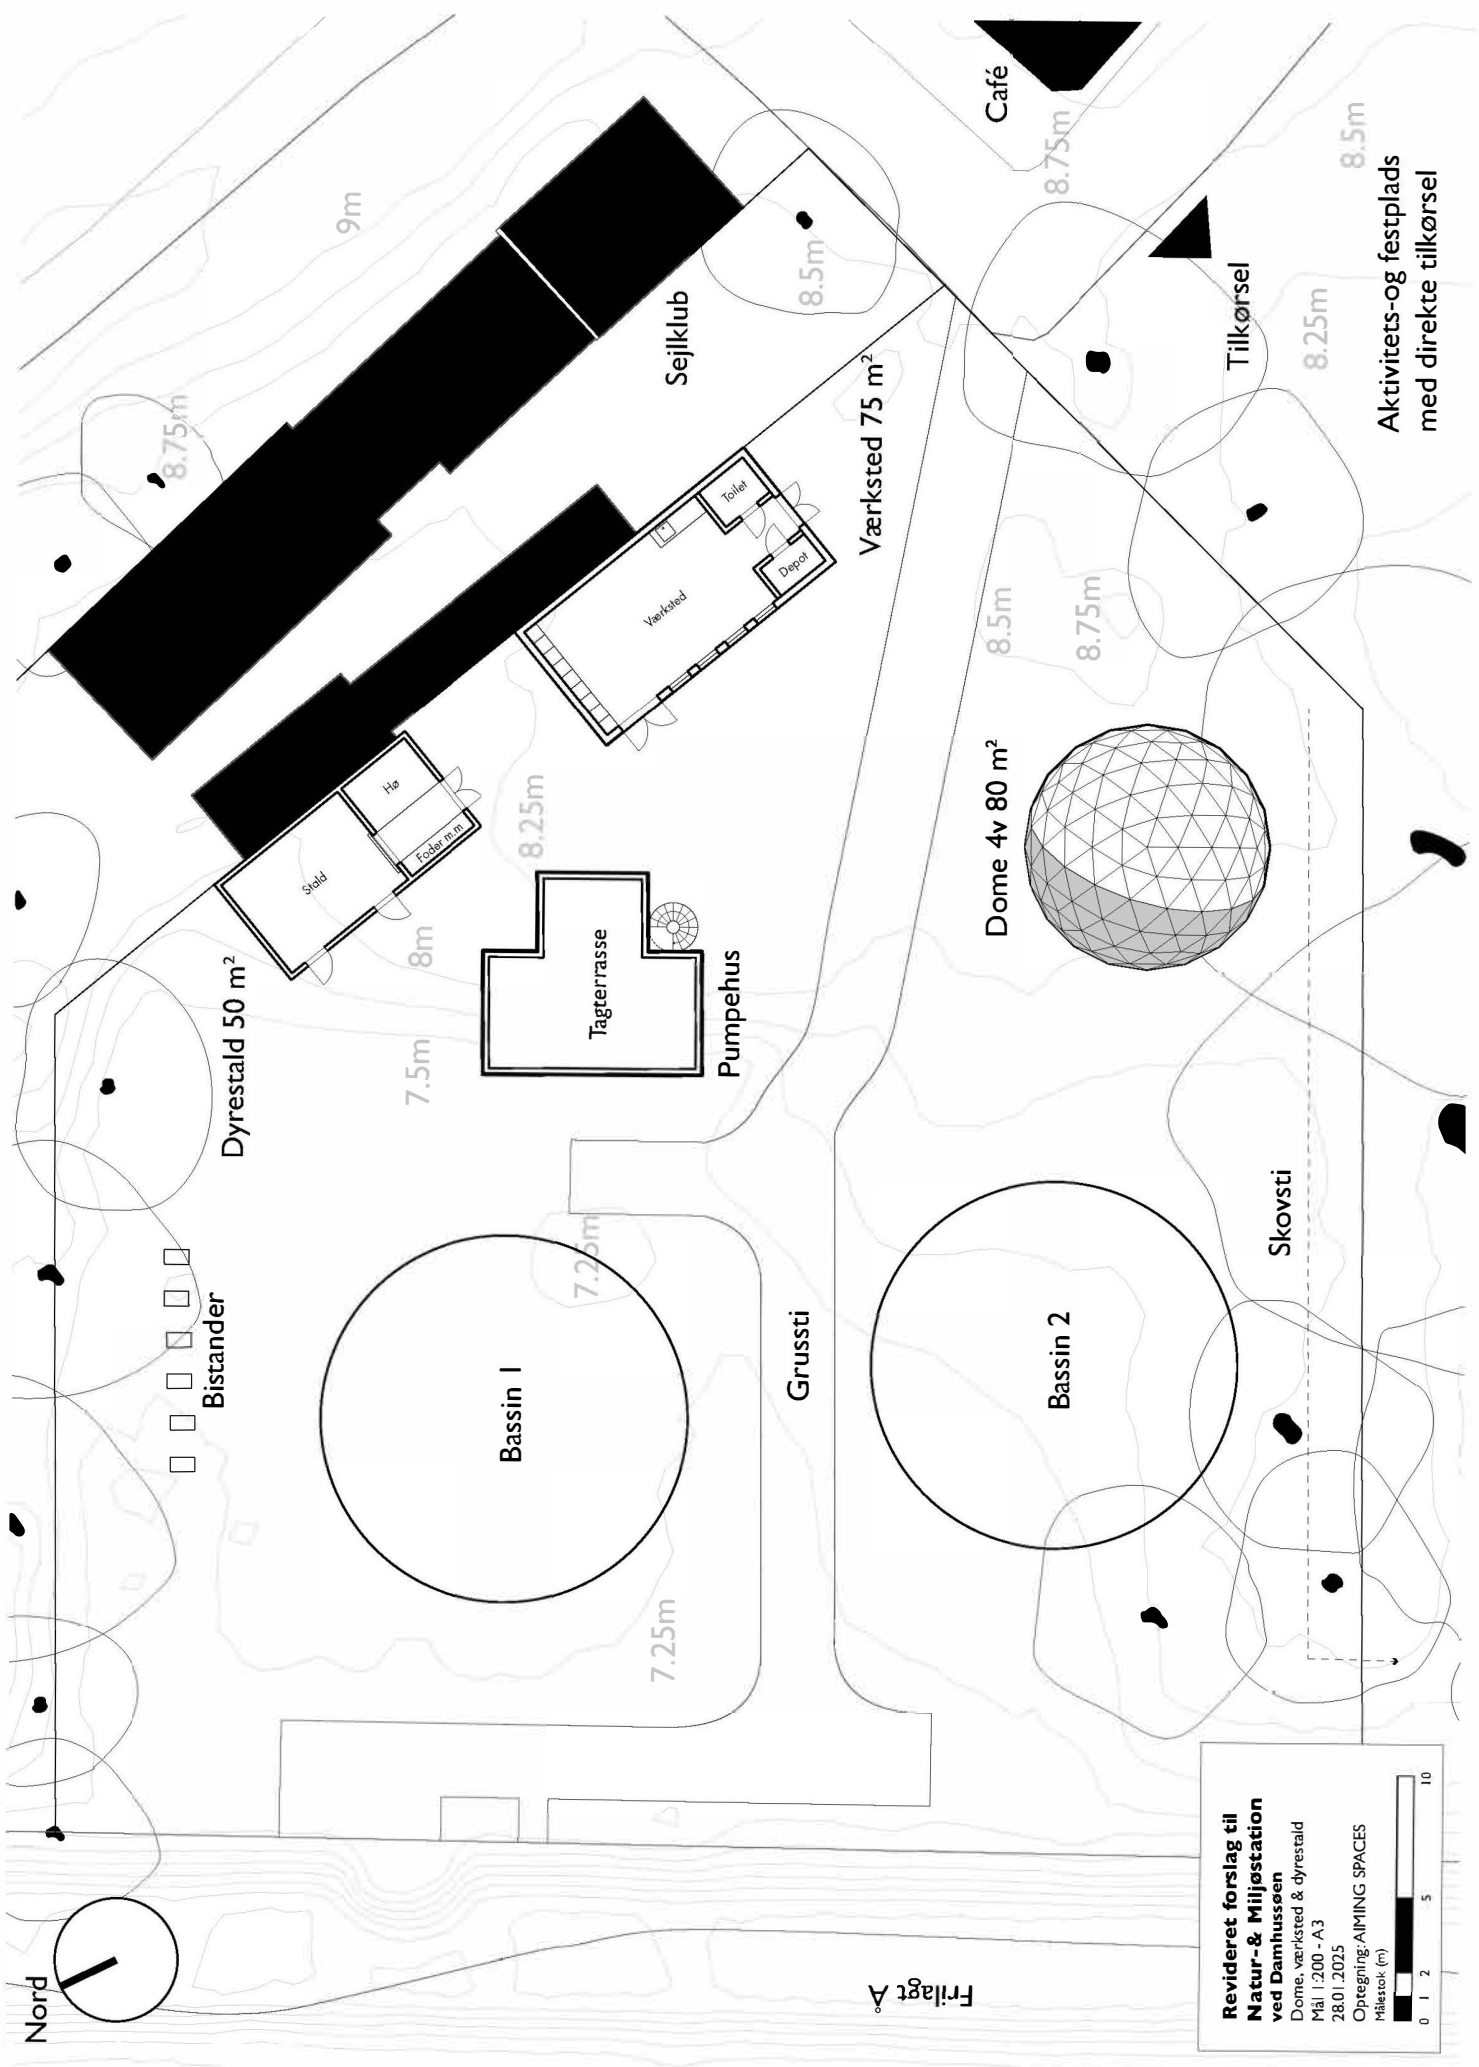 Nord
Frilagt Å
Bistander
Dyrestald 50 m²
Stald
Hø
Foder m.m
8.75m
9m
Sejlklub
8.5m
Café
8.75m
8.5m
Værksted
Toilet
Depot
Værksted 75 m²
8.25m
8m
7.5m
Tagterrasse
Pumpehus
7.25m
Bassin 1
7.25m
Grussti
Bassin 2
Dome 4v 80 m²
8.5m
8.75m
Tilkørsel
8.25m
Aktivitets-og festplads
med direkte tilkørsel
Skovsti
Revideret forslag til
Natur-& Miljøstation
ved Damhussøen
Dome, værksted & dyrestald
Mål 1:200 - A3
28.01.2025
Optegning: AIMING SPACES
Målestok (m)
0 1 2 5 10